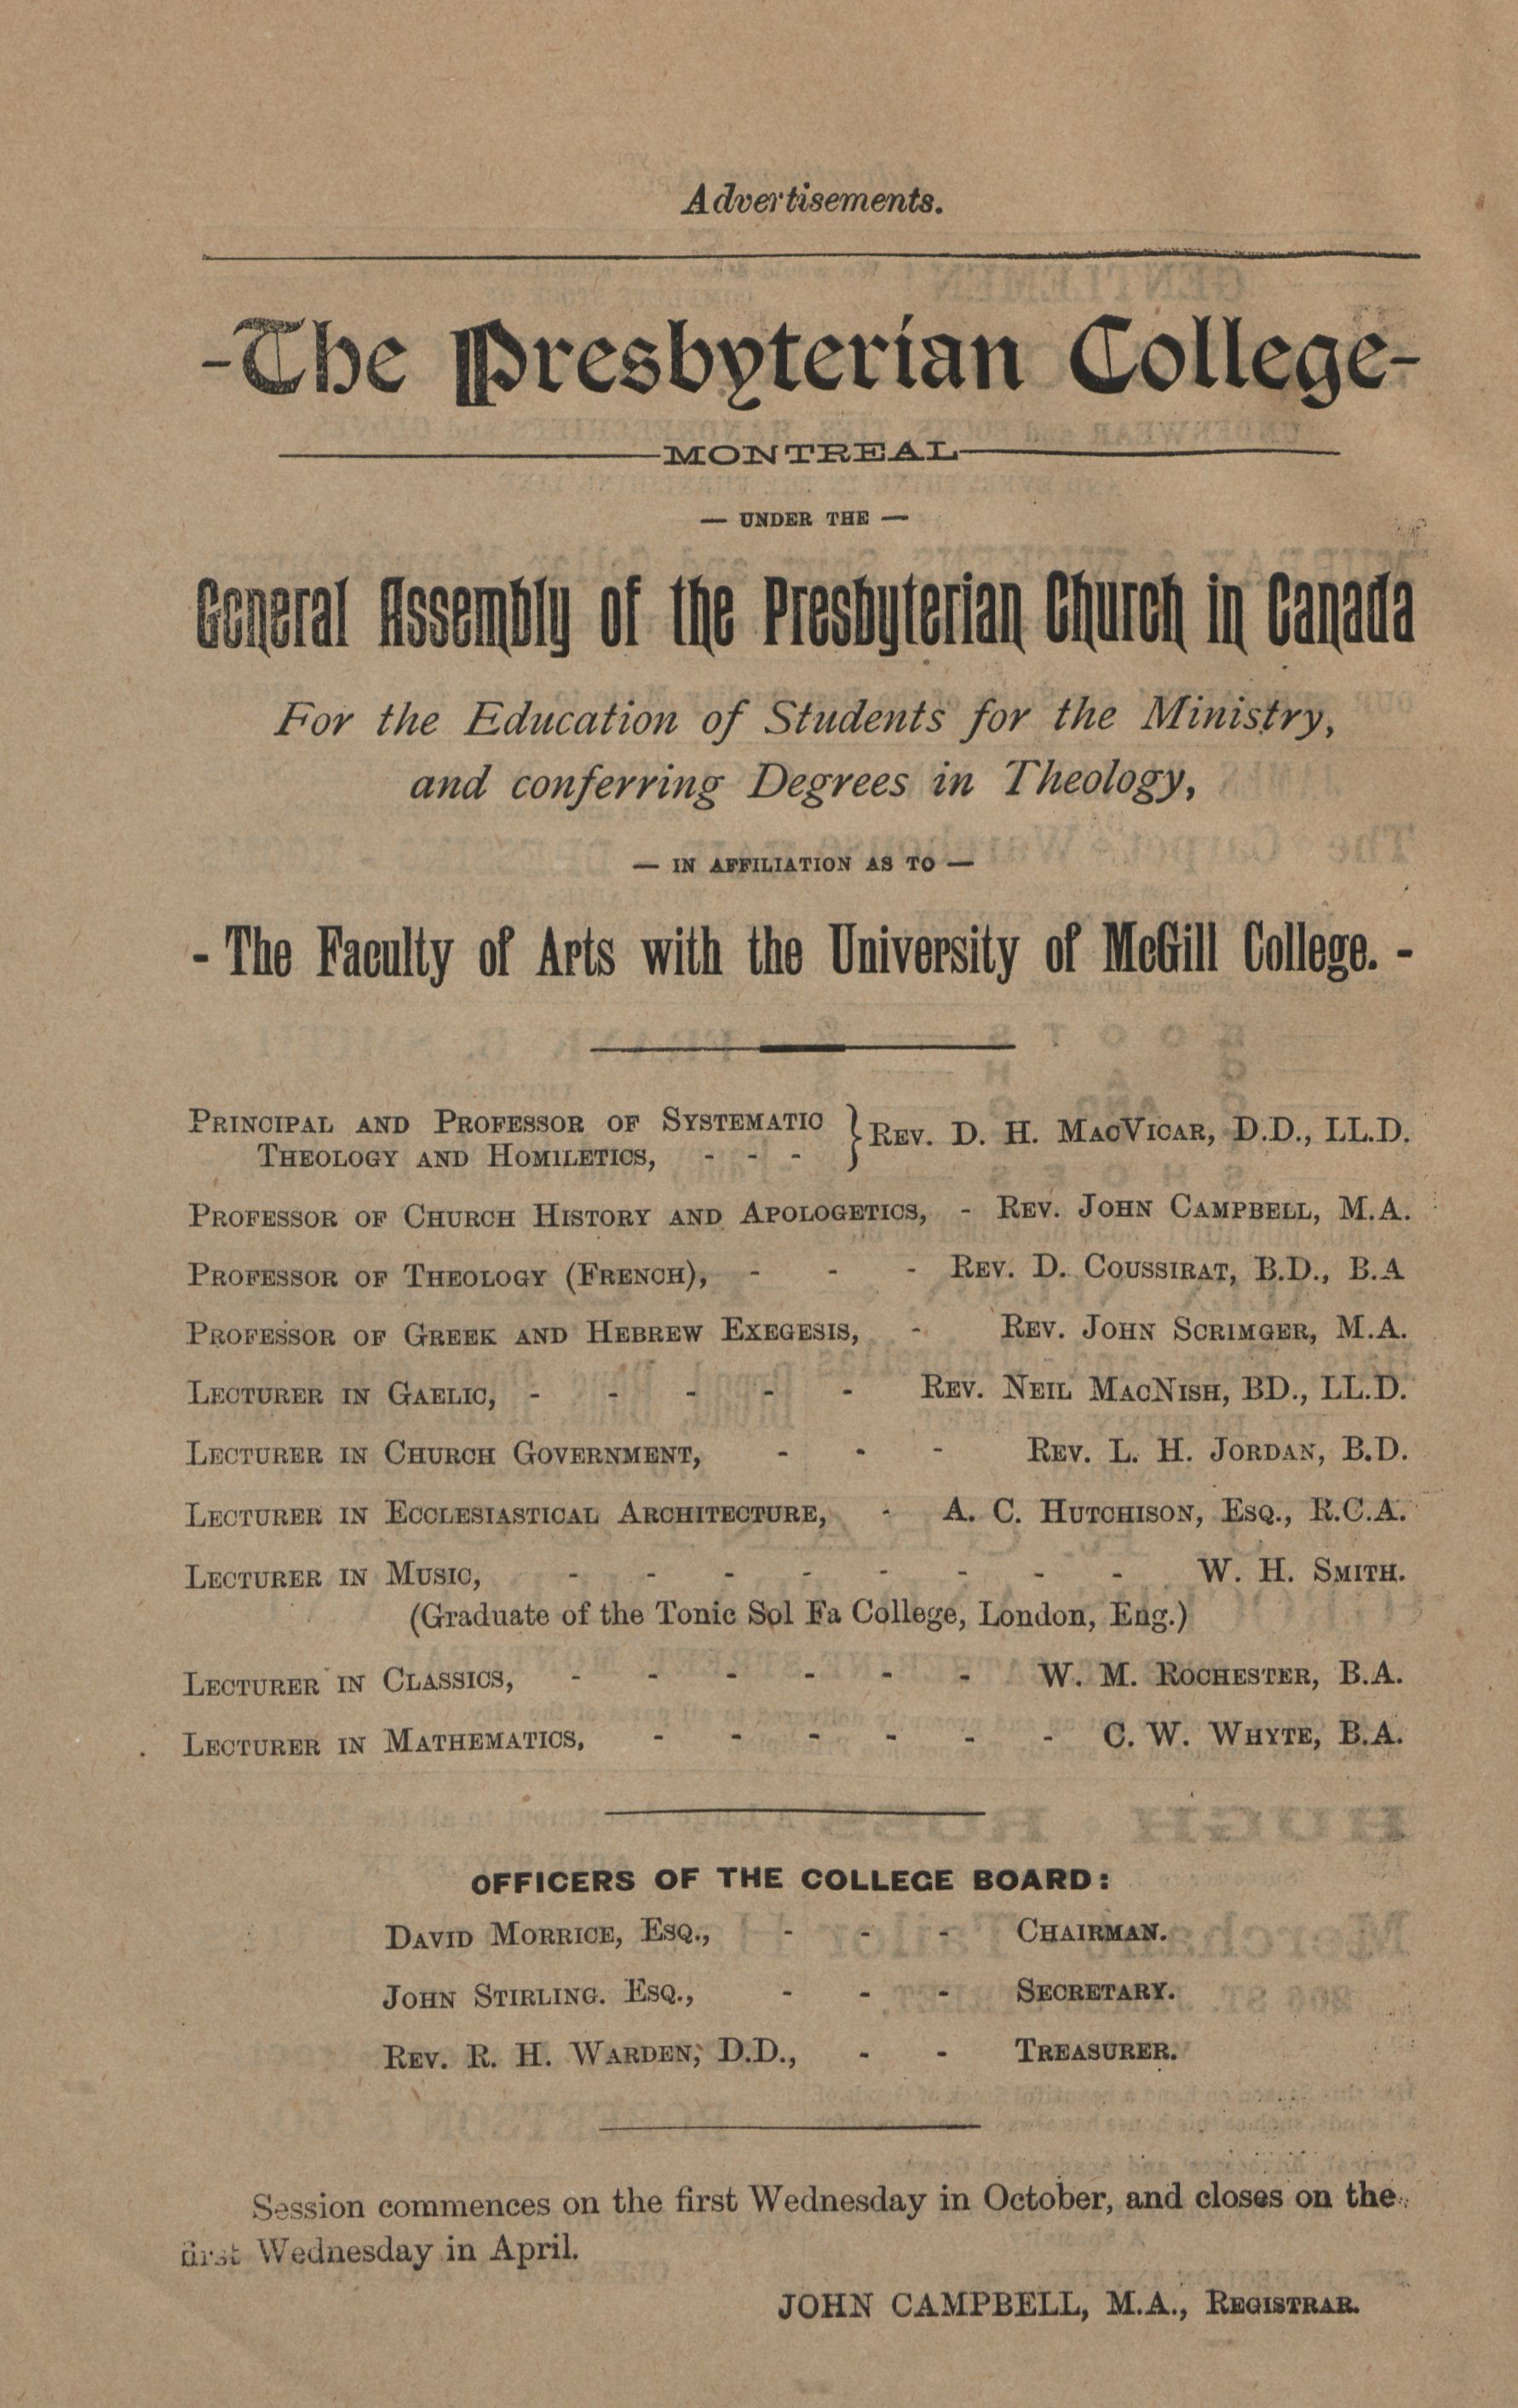 Advertisements.
-The Presbyterian College-
MONTREAL
— UNDER THE —
General Assembly of the Presbyterian Church in Canada
For the Education of Students for the Ministry,
and conferring Degrees in Theology,
— IN AFFILIATION AS TO —
- The Faculty of Arts with the University of McGill College. -
PRINCIPAL AND PROFESSOR OF SYSTEMATIC
THEOLOGY AND HOMILETICS, - - - } REV. D. H. MACVICAR, D.D., LL.D.
PROFESSOR OF CHURCH HISTORY AND APOLOGETICS, - REV. JOHN CAMPBELL, M.A.
PROFESSOR OF THEOLOGY (FRENCH), - - - REV. D. COUSSIRAT, B.D., B.A
PROFESSOR OF GREEK AND HEBREW EXEGESIS, - REV. JOHN SCRIMGER, M.A.
LECTURER IN GAELIC, - - - - - REV. NEIL MACNISH, BD., LL.D.
LECTURER IN CHURCH GOVERNMENT, - - - REV. L. H. JORDAN, B.D.
LECTURER IN ECCLESIASTICAL ARCHITECTURE, - A. C. HUTCHISON, ESQ., R.C.A.
LECTURER IN MUSIC, - - - - - - - - W. H. SMITH.
(Graduate of the Tonic Sol Fa College, London, Eng.)
LECTURER IN CLASSICS, - - - - - - W. M. ROCHESTER, B.A.
LECTURER IN MATHEMATICS, - - - - - - C. W. WHYTE, B.A.
OFFICERS OF THE COLLEGE BOARD:
DAVID MORRICE, ESQ., - - - CHAIRMAN.
JOHN STIRLING. ESQ., - - - SECRETARY.
REV. R. H. WARDEN, D.D., - - TREASURER.
Session commences on the first Wednesday in October, and closes on the
first Wednesday in April.
JOHN CAMPBELL, M.A., REGISTRAR.